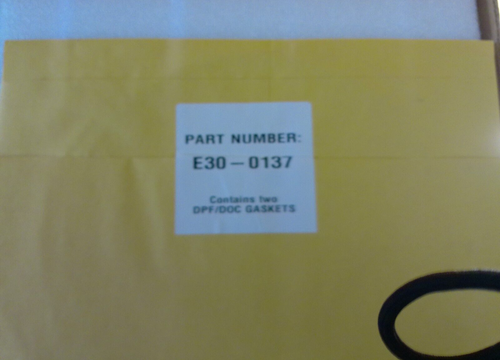 PART NUMBER:
E30-0137
Contains two
DPF/DOC GASKETS